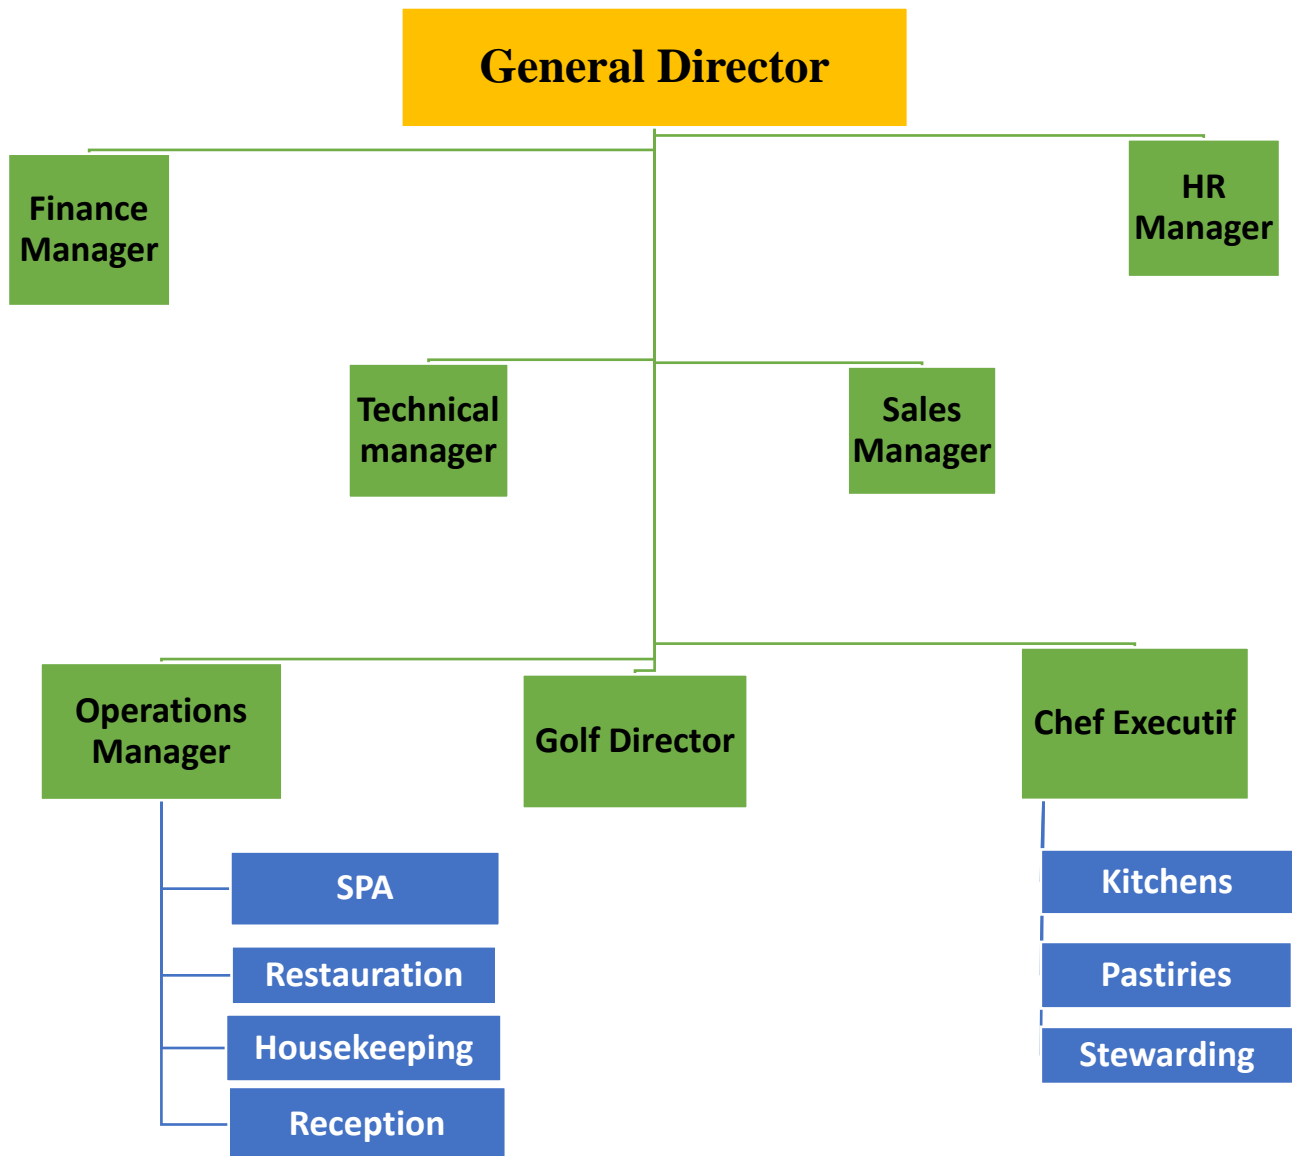 General Director
Finance
Manager
HR
Manager
Technical
manager
Sales
Manager
Operations
Manager
Golf Director
Chef Executif
SPA
Restauration
Housekeeping
Reception
Kitchens
Pastiries
Stewarding